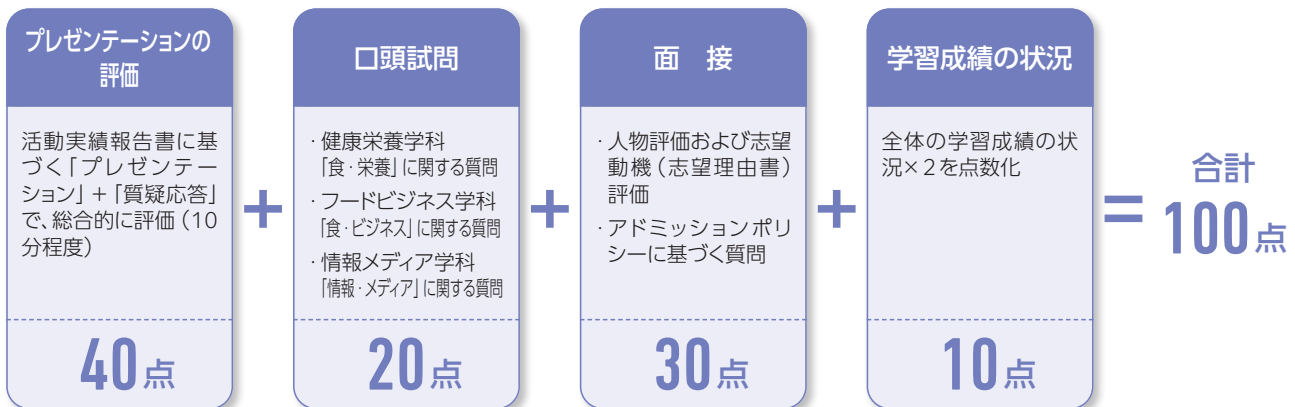 プレゼンテーションの
評価
活動実績報告書に基
づく「プレゼンテー
ション」+「質疑応答」
で、総合的に評価(10
分程度)
40点
+
口頭試問
・健康栄養学科
「食・栄養」に関する質問
・フードビジネス学科
「食・ビジネス」に関する質問
・情報メディア学科
「情報・メディア」に関する質問
20点
+
面 接
・人物評価および志望
動機(志望理由書)
評価
・アドミッションポリ
シーに基づく質問
30点
+
学習成績の状況
全体の学習成績の状
況×2を点数化
10点
=
合計
100点